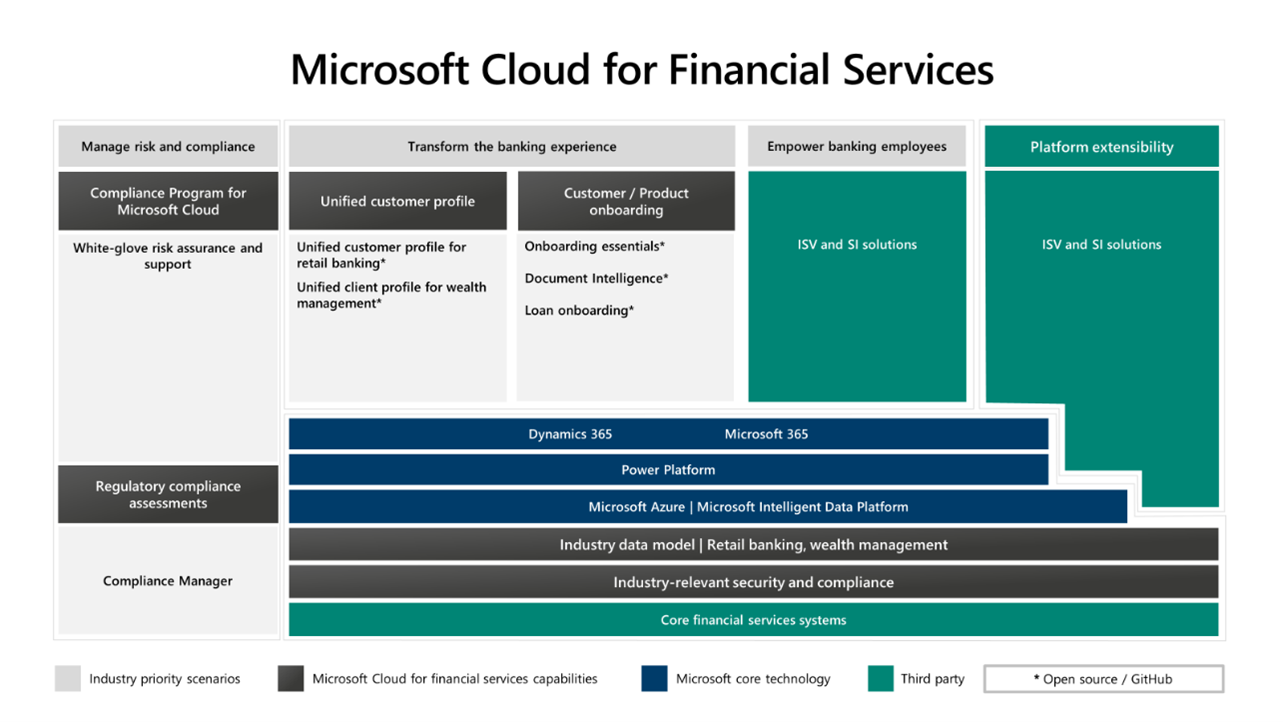 Microsoft Cloud for Financial Services
Manage risk and compliance
Transform the banking experience
Empower banking employees
Platform extensibility
Compliance Program for
Microsoft Cloud
Unified customer profile
Customer / Product
onboarding
White-glove risk assurance and
support
Unified customer profile for
retail banking*
Unified client profile for wealth
management*
Onboarding essentials*
Document Intelligence*
Loan onboarding*
ISV and SI solutions
ISV and SI solutions
Dynamics 365
Microsoft 365
Power Platform
Regulatory compliance
assessments
Microsoft Azure | Microsoft Intelligent Data Platform
Industry data model | Retail banking, wealth management
Compliance Manager
Industry-relevant security and compliance
Core financial services systems
Industry priority scenarios
Microsoft Cloud for financial services capabilities
Microsoft core technology
Third party
* Open source / GitHub